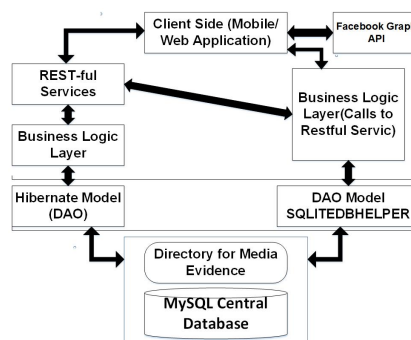 Client Side (Mobile/
Web Application)
Facebook Graph
API
REST-ful
Services
Business Logic
Layer(Calls to
Restful Servic)
Business Logic
Layer
Hibernate Model
(DAO)
DAO Model
SQLITEDBHELPER
Directory for Media
Evidence
MySQL Central
Database